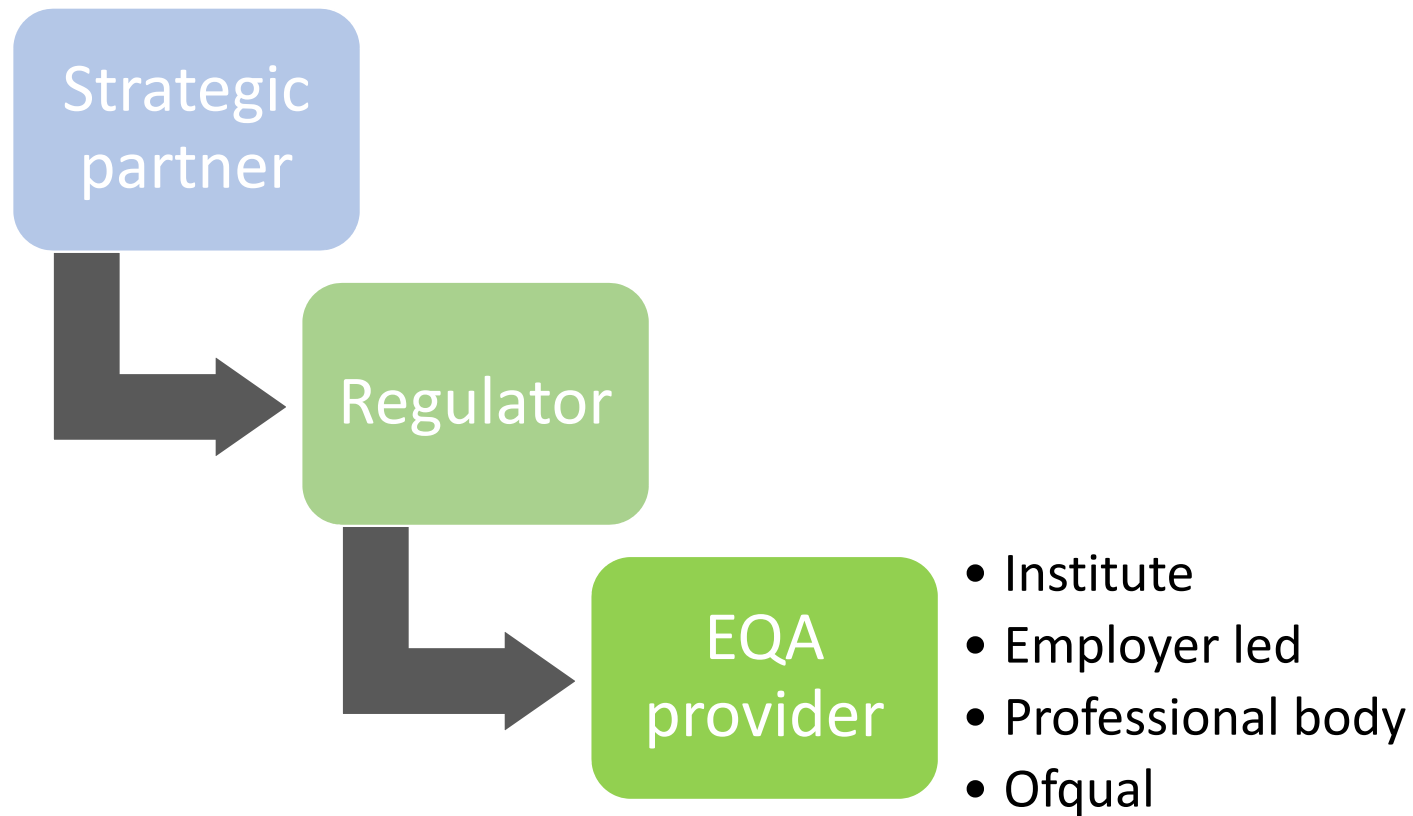 Strategic
partner
Regulator
EQA
provider
• Institute
• Employer led
• Professional body
• Ofqual